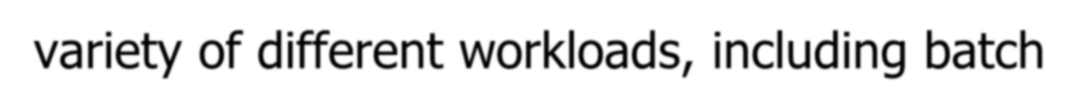 variety of different workloads, including batch